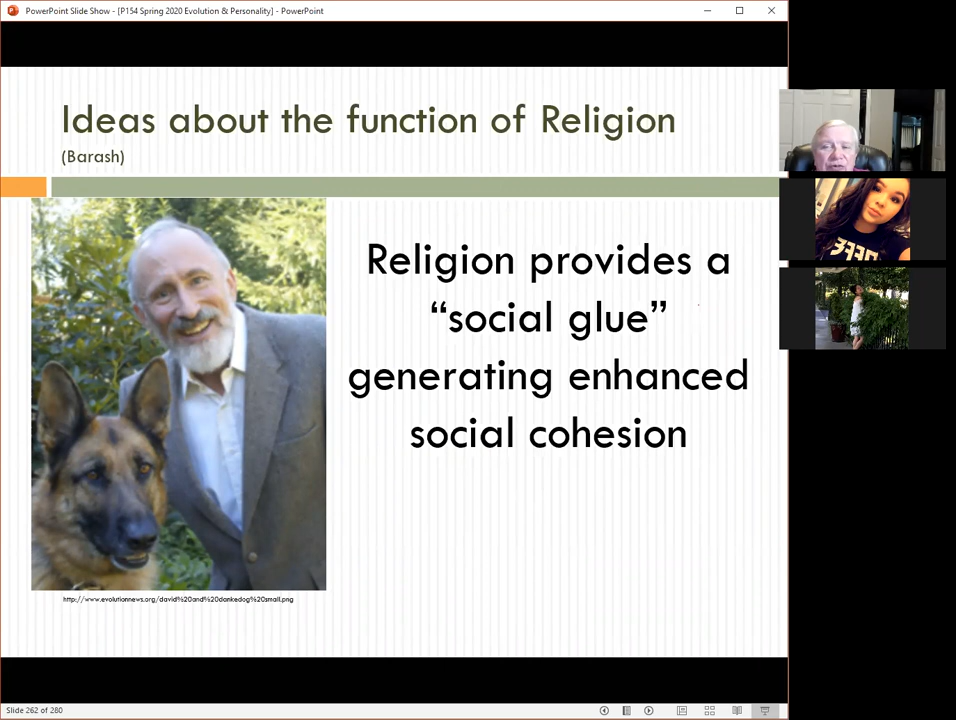 PowerPoint Slide Show - [P154 Spring 2020 Evolution & Personality] - PowerPoint
Ideas about the function of Religion
(Barash)
Religion provides a
“social glue”
generating enhanced
social cohesion
http://www.evolutionnews.org/david%20and%20dankedog%20small.png
Slide 262 of 280